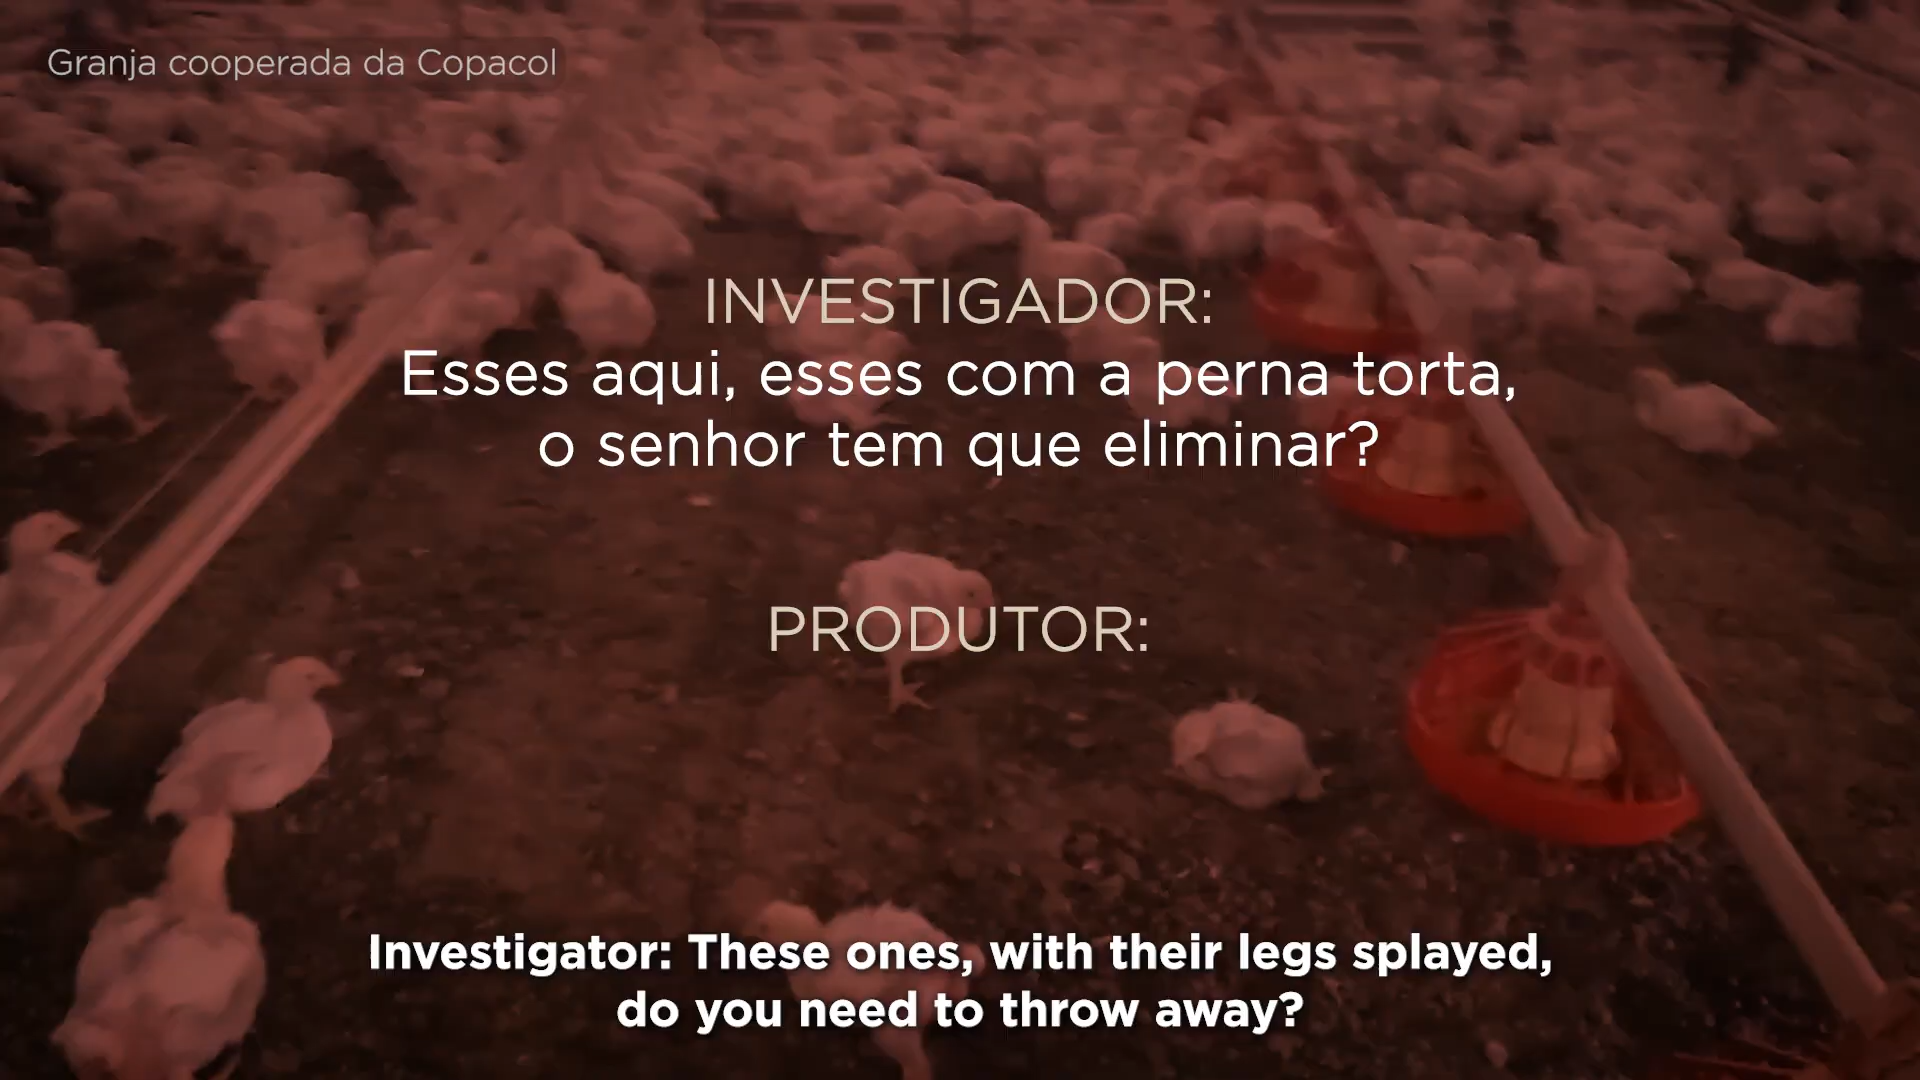 Granja cooperada da Copacol
INVESTIGADOR:
Esses aqui, esses com a perna torta,
o senhor tem que eliminar?
PRODUTOR:
Investigator: These ones, with their legs splayed,
do you need to throw away?